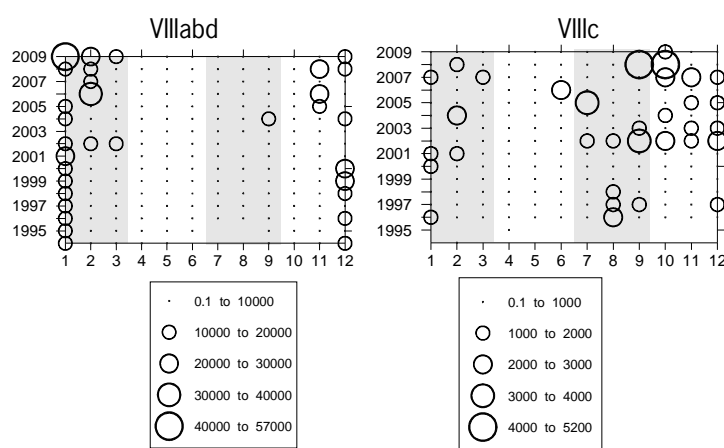 VIIIabd
2009
2007
2005
2003
2001
1999
1997
1995
1 2 3 4 5 6 7 8 9 10 11 12
0.1 to 10000
10000 to 20000
20000 to 30000
30000 to 40000
40000 to 57000
VIIIc
2009
2007
2005
2003
2001
1999
1997
1995
1 2 3 4 5 6 7 8 9 10 11 12
0.1 to 1000
1000 to 2000
2000 to 3000
3000 to 4000
4000 to 5200